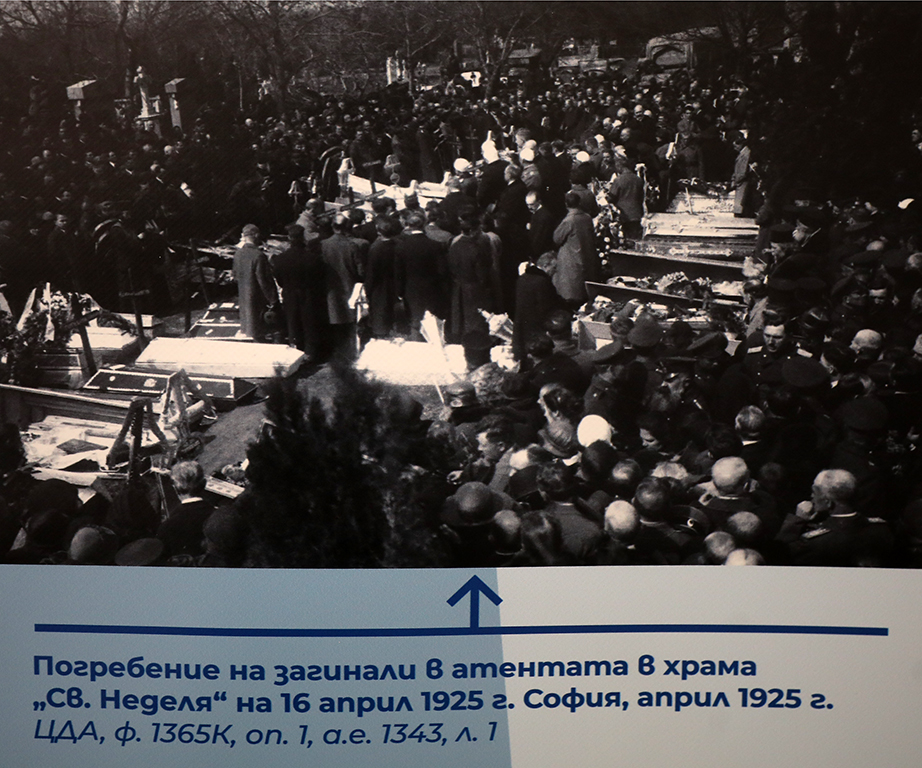 Погребение на загинали в атентата в храма
„Св. Неделя“ на 16 април 1925 г. София, април 1925 г.
ЦДА, ф. 1365К, оп. 1, а.е. 1343, л. 1